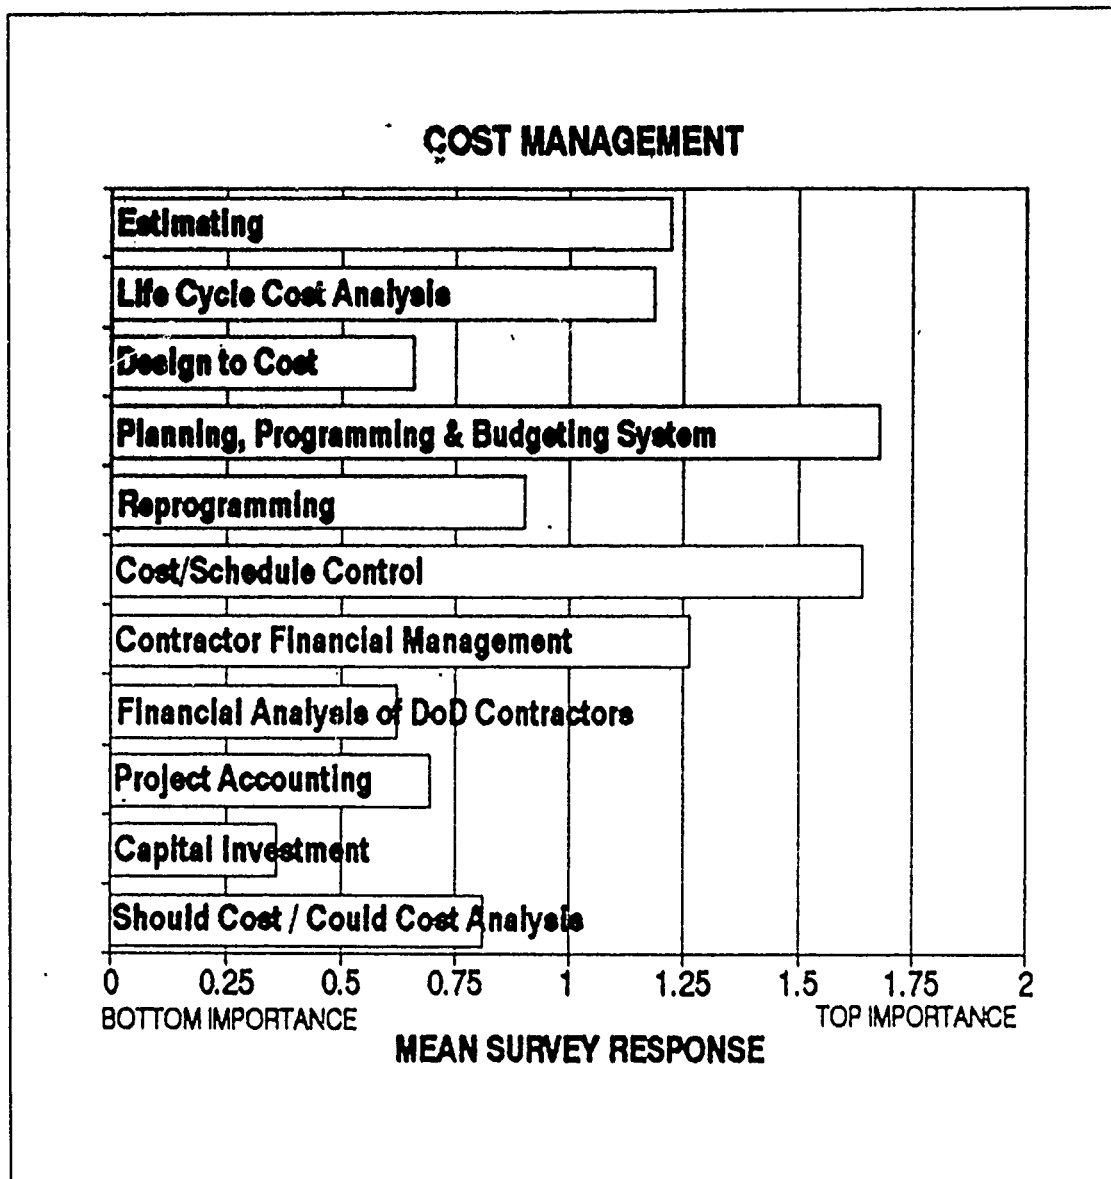 COST MANAGEMENT
Estimating
Life Cycle Cost Analysis
Design to Cost
Planning, Programming & Budgeting System
Reprogramming
Cost/Schedule Control
Contractor Financial Management
Financial Analysis of DoD Contractors
Project Accounting
Capital Investment
Should Cost / Could Cost Analysis
0 0.25 0.5 0.75 1 1.25 1.5 1.75 2
BOTTOM IMPORTANCE TOP IMPORTANCE
MEAN SURVEY RESPONSE